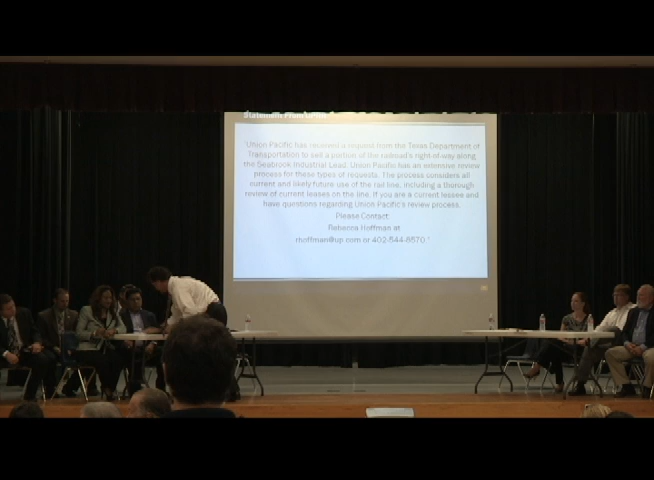 Statement From UPRR
Union Pacific has received a request from the Texas Department of
Transportation to sell a portion of the railroad's right-of-way along
the Seabrook Industrial Lead. Union Pacific has an extensive review
process for these types of requests. The process considers all
current and likely future use of the rail line, including a thorough
review of current leases on the line. If you are a current lessee and
have questions regarding Union Pacific's review process.
Please Contact:
Rebecca Hoffman at
rhoffman@up.com or 402-544-8570."